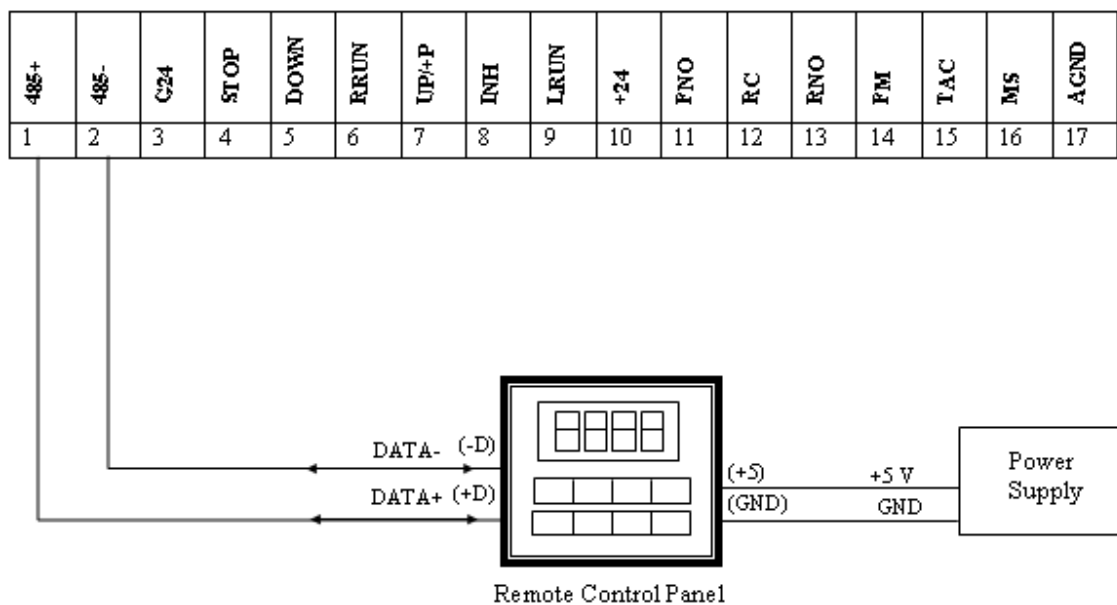 485+ 485- G24 STOP DOWN RRUN UP/+P INH LRUN +24 FNO RC RNO FM TAC MS AGND
1 2 3 4 5 6 7 8 9 10 11 12 13 14 15 16 17
DATA- (-D)
DATA+ (+D)
(+5) +5 V
(GND) GND
Power
Supply
Remote Control Panel